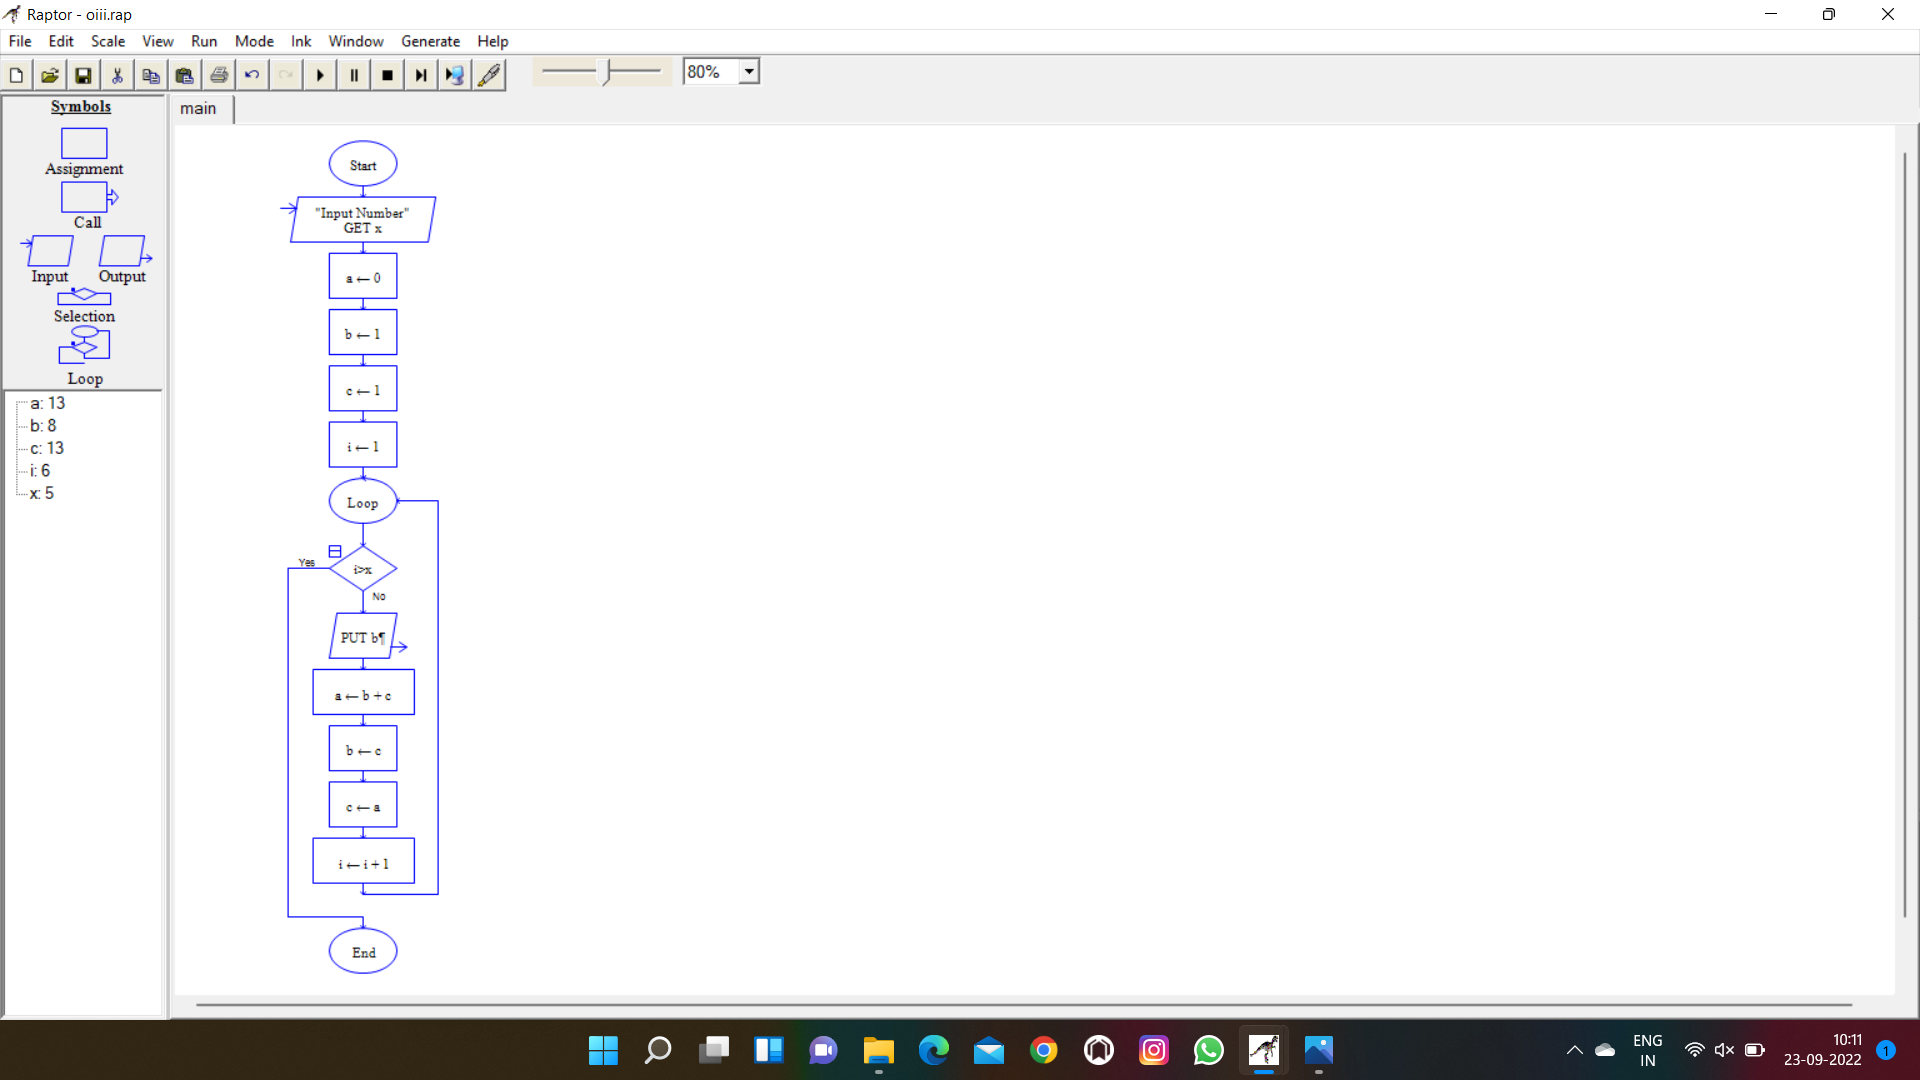 Raptor - oiii.rap
File Edit Scale View Run Mode Ink Window Generate Help
80%
Symbols
Assignment
Call
Input Output
Selection
Loop
a: 13
b: 8
c: 13
i: 6
x: 5
main
Start
"Input Number"
GET x
a ← 0
b ← 1
c ← 1
i ← 1
Loop
Yes
i>x
No
PUT b¶
a ← b + c
b ← c
c ← a
i ← i + 1
End
ENG
IN
10:11
23-09-2022
1